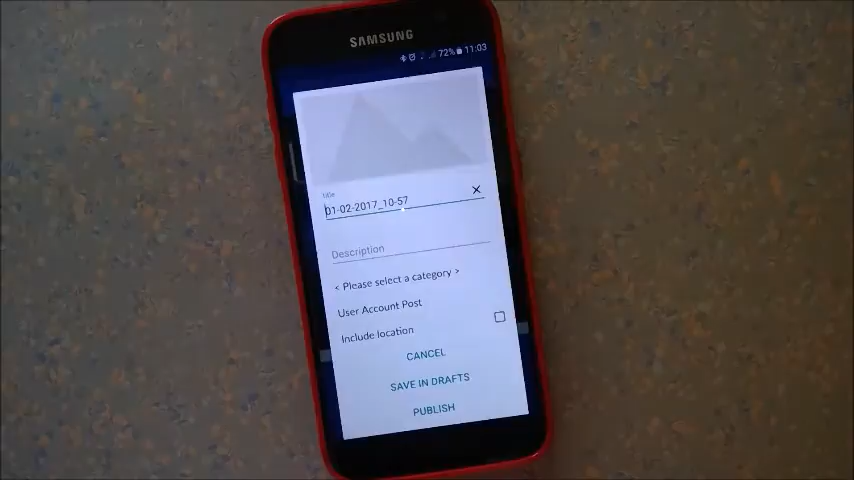 SAMSUNG
72% 11:03
title
01-02-2017_10-57
Description
< Please select a category >
User Account Post
Include location
CANCEL
SAVE IN DRAFTS
PUBLISH